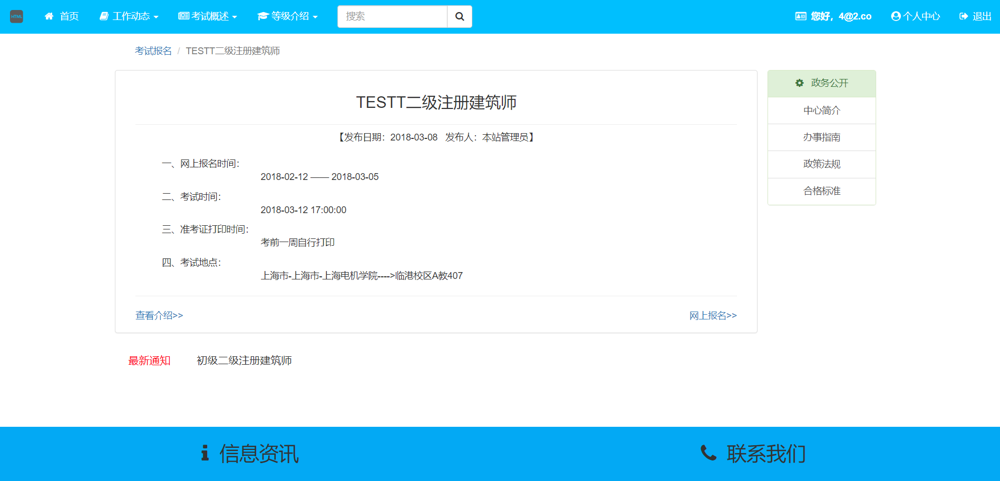 HTML 首页 工作动态 考试概述 等级介绍 搜索 您好，4@2.co 个人中心 退出
考试报名 / TESTT二级注册建筑师
TESTT二级注册建筑师
【发布日期：2018-03-08 发布人：本站管理员】
一、网上报名时间：
2018-02-12 —— 2018-03-05
二、考试时间：
2018-03-12 17:00:00
三、准考证打印时间：
考前一周自行打印
四、考试地点：
上海市-上海市-上海电机学院---->临港校区A教407
查看介绍>> 网上报名>>
政务公开
中心简介
办事指南
政策法规
合格标准
最新通知 初级二级注册建筑师
信息资讯 联系我们